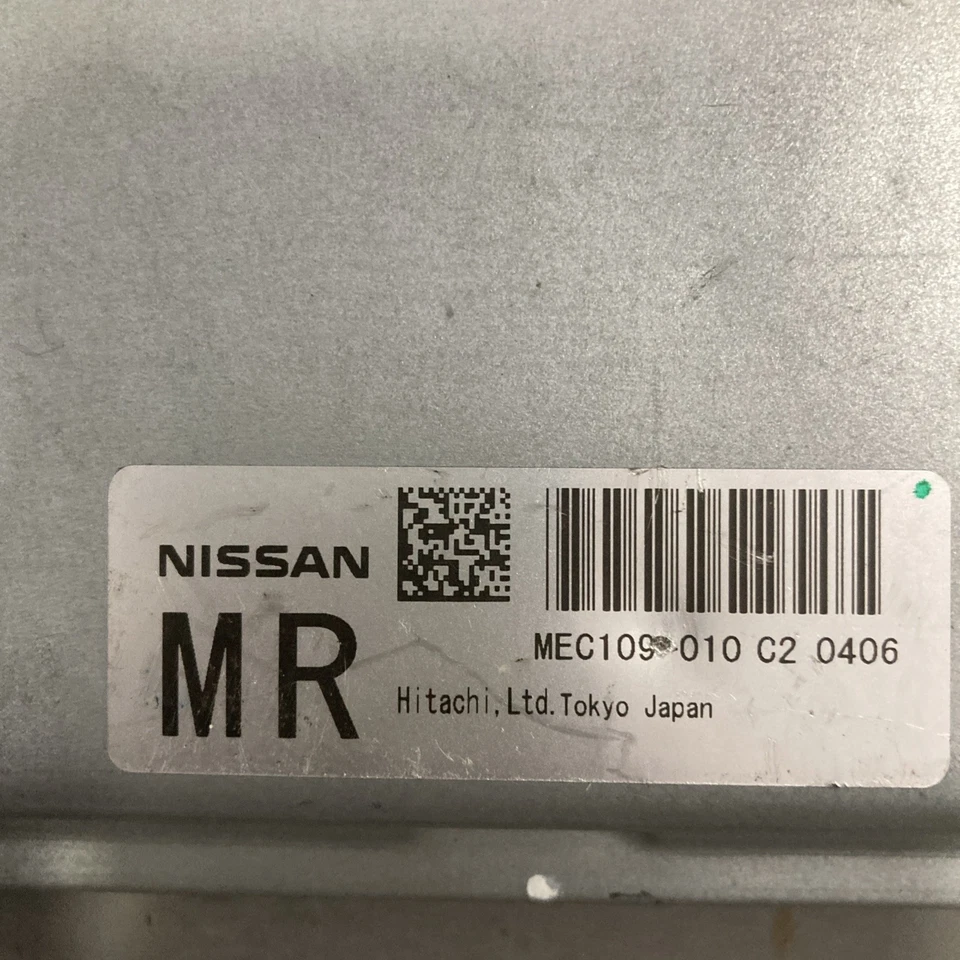 NISSAN
MR
MEC109-010 C2 0406
Hitachi,Ltd.Tokyo Japan